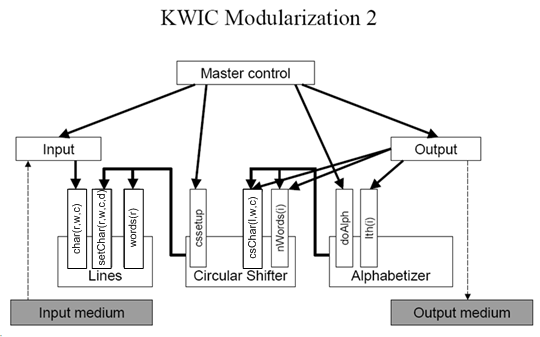 KWIC Modularization 2
Master control
Input
Output
char(r,w,c)
setChar(r,w,c,d)
words(r)
cssetup
csChar(l,w,c)
nWords(i)
doAlph
Ith(i)
Lines
Circular Shifter
Alphabetizer
Input medium
Output medium